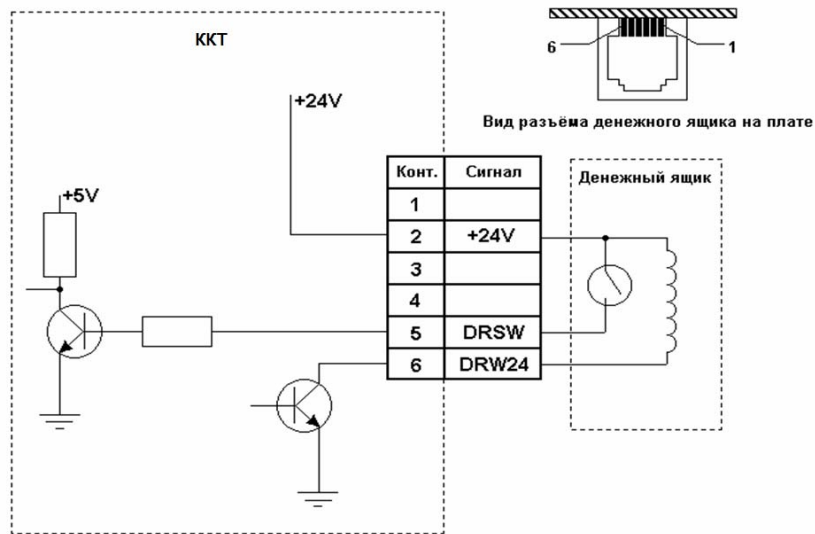 ККТ
6
1
Вид разъёма денежного ящика на плате
+24V
+5V
Конт. Сигнал
1
2 +24V
3
4
5 DRSW
6 DRW24
Денежный ящик